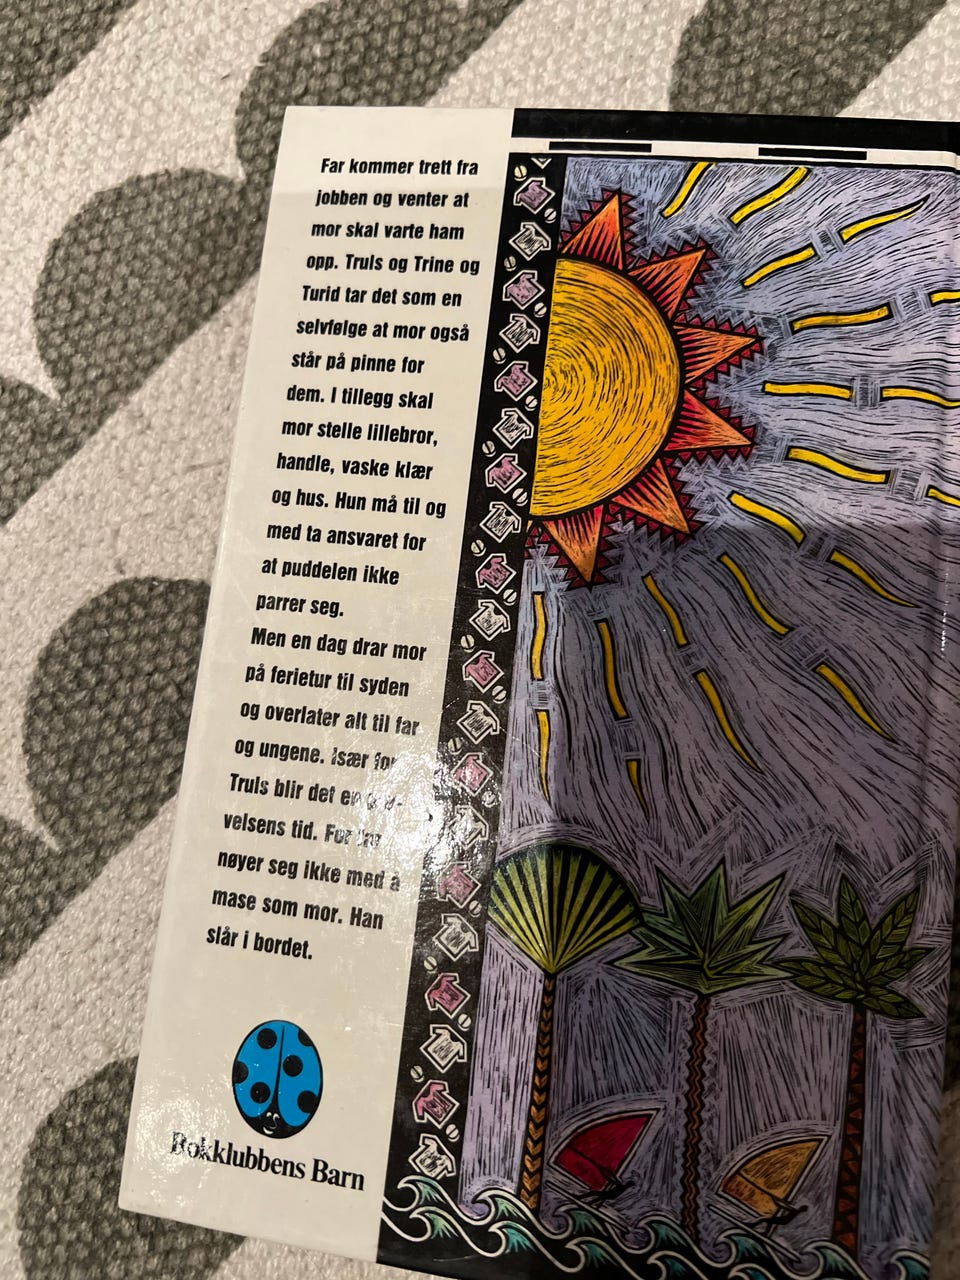 Far kommer trett fra
jobben og venter at
mor skal varte ham
opp. Truls og Trine og
Turid tar det som en
selvfølge at mor også
står på pinne for
dem. I tillegg skal
mor stelle lillebror,
handle, vaske klær
og hus. Hun må til og
med ta ansvaret for
at puddelen ikke
parrer seg.
Men en dag drar mor
på ferietur til syden
og overlater alt til far
og ungene. Især for
Truls blir det en
velsens tid. For far
nøyer seg ikke med å
mase som mor. Han
slår i bordet.
Bokklubbens Barn